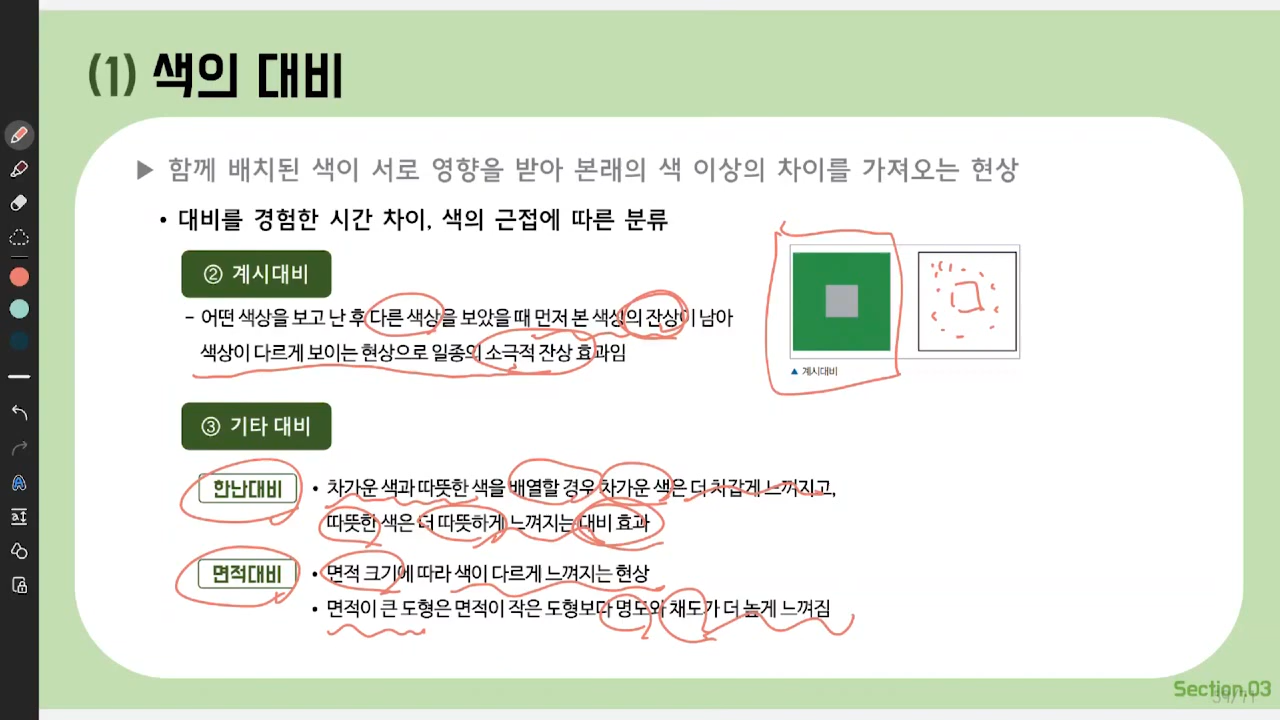 (1) 색의 대비
▶ 함께 배치된 색이 서로 영향을 받아 본래의 색 이상의 차이를 가져오는 현상
• 대비를 경험한 시간 차이, 색의 근접에 따른 분류
② 계시대비
– 어떤 색상을 보고 난 후 다른 색상을 보았을 때 먼저 본 색상의 잔상이 남아
색상이 다르게 보이는 현상으로 일종의 소극적 잔상 효과임
▲ 계시대비
③ 기타 대비
한난대비
• 차가운 색과 따뜻한 색을 배열할 경우 차가운 색은 더 차갑게 느껴지고,
따뜻한 색은 더 따뜻하게 느껴지는 대비 효과
면적대비
• 면적 크기에 따라 색이 다르게 느껴지는 현상
• 면적이 큰 도형은 면적이 작은 도형보다 명도와 채도가 더 높게 느껴짐
Section.03